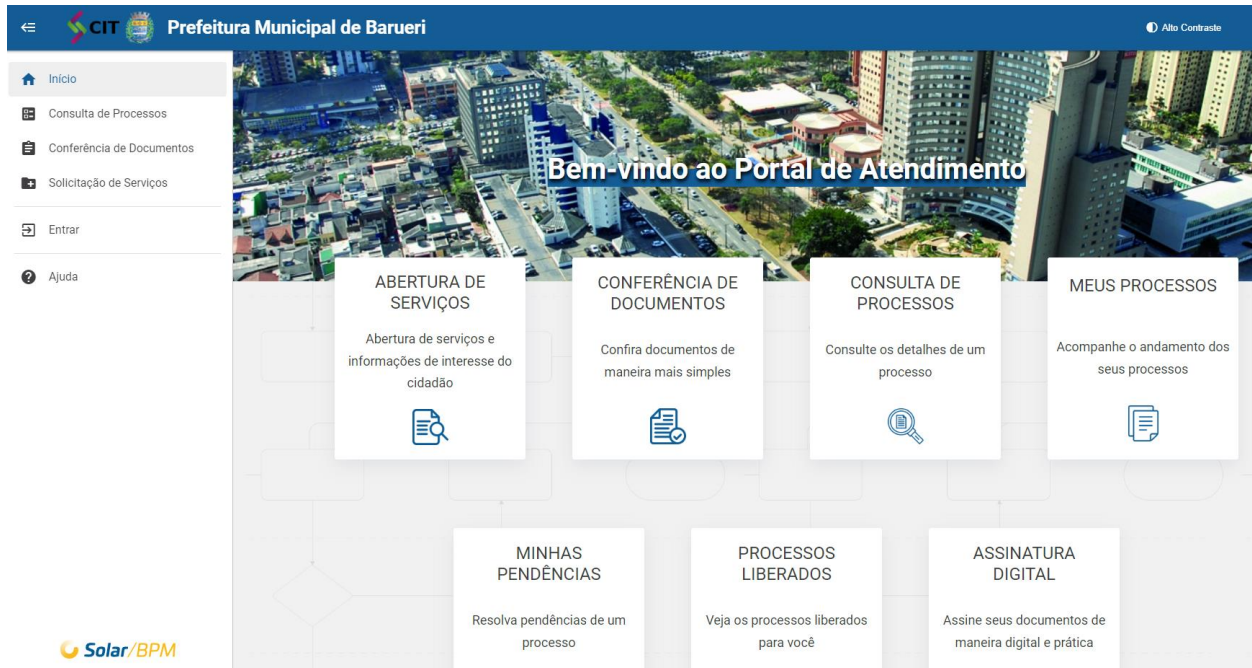 CIT
Prefeitura Municipal de Barueri
Alto Contraste
Início
Consulta de Processos
Conferência de Documentos
Solicitação de Serviços
Entrar
Ajuda
Solar/BPM
Bem-vindo ao Portal de Atendimento
ABERTURA DE
SERVIÇOS
Abertura de serviços e
informações de interesse do
cidadão
CONFERÊNCIA DE
DOCUMENTOS
Confira documentos de
maneira mais simples
CONSULTA DE
PROCESSOS
Consulte os detalhes de um
processo
MEUS PROCESSOS
Acompanhe o andamento dos
seus processos
MINHAS
PENDÊNCIAS
Resolva pendências de um
processo
PROCESSOS
LIBERADOS
Veja os processos liberados
para você
ASSINATURA
DIGITAL
Assine seus documentos de
maneira digital e prática